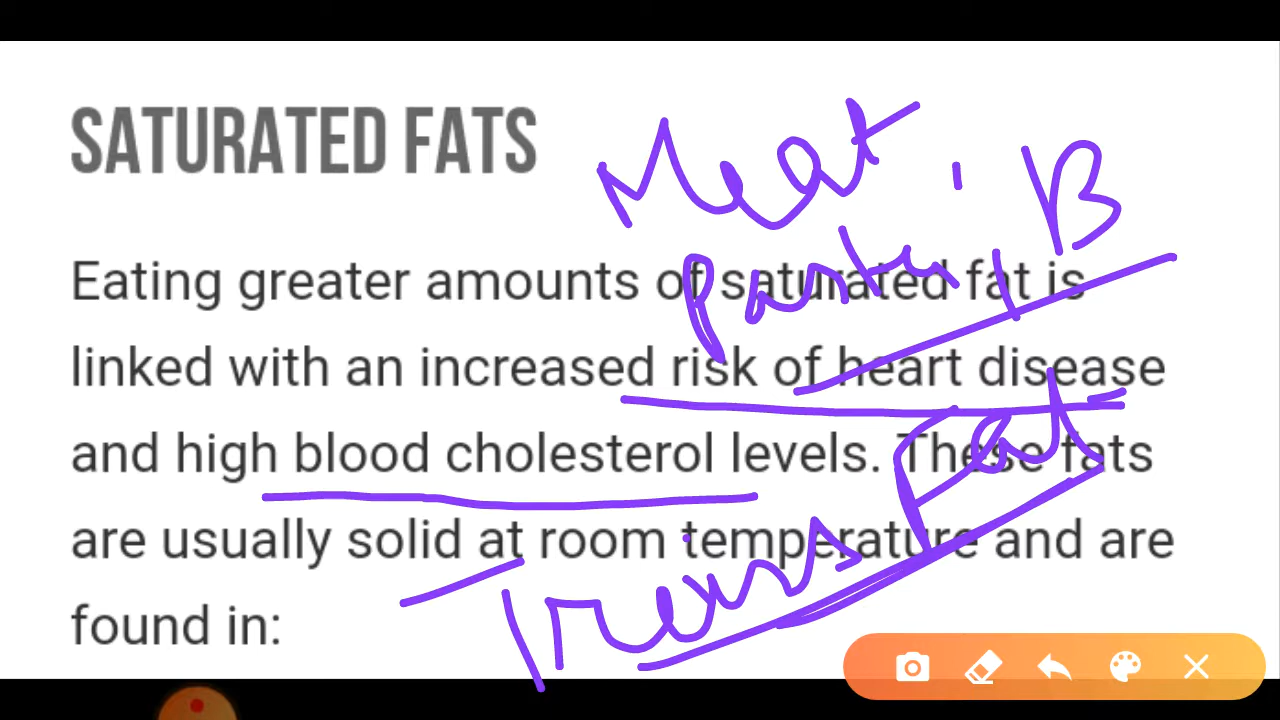 SATURATED FATS
Meat
, B
Eating greater amounts of saturated fat is
linked with an increased risk of heart disease
and high blood cholesterol levels. These fats
are usually solid at room temperature and are
found in:
Trans Fat